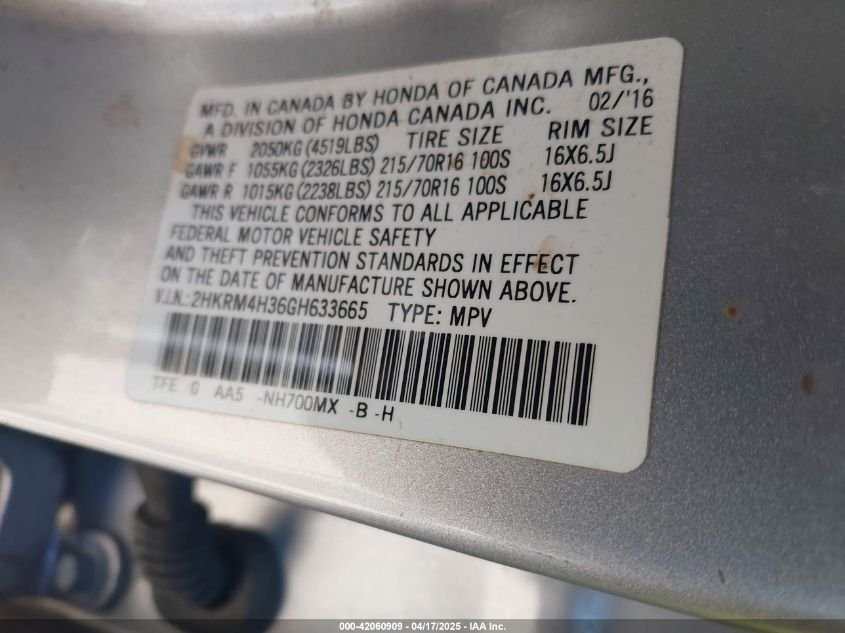 MFD. IN CANADA BY HONDA OF CANADA MFG.,
A DIVISION OF HONDA CANADA INC. 02/'16
GVWR 2050KG (4519LBS) TIRE SIZE RIM SIZE
GAWR F 1055KG (2326LBS) 215/70R16 100S 16X6.5J
GAWR R 1015KG (2238LBS) 215/70R16 100S 16X6.5J
THIS VEHICLE CONFORMS TO ALL APPLICABLE
FEDERAL MOTOR VEHICLE SAFETY
AND THEFT PREVENTION STANDARDS IN EFFECT
ON THE DATE OF MANUFACTURE SHOWN ABOVE.
V.I.N.: 2HKRM4H36GH633665 TYPE: MPV
TFE G AA5 -NH700MX -B -H
000-42060909 - 04/17/2025 - IAA Inc.